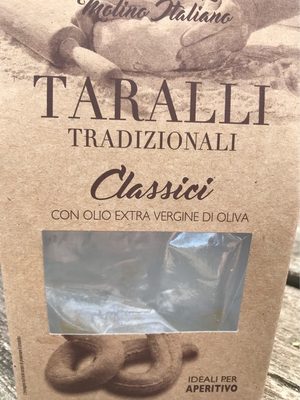 Molino Italiano
TARALLI
TRADIZIONALI
Classici
CON OLIO EXTRA VERGINE DI OLIVA
IDEALI PER
APERITIVO